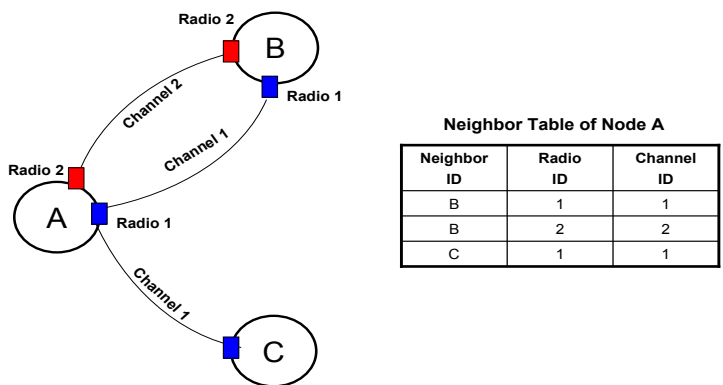 Radio 2
B
Radio 1
Channel 2
Channel 1
Radio 2
A
Radio 1
Channel 1
C
Neighbor Table of Node A
Neighbor ID Radio ID Channel ID
B 1 1
B 2 2
C 1 1